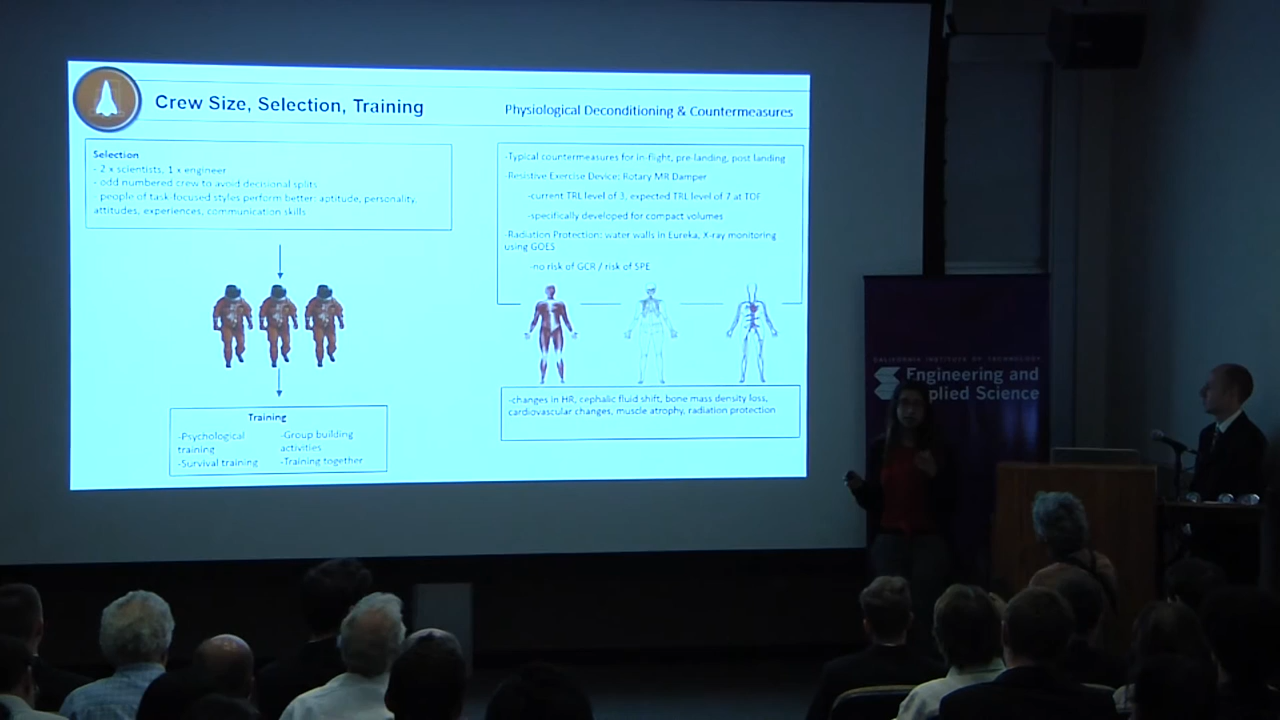 Crew Size, Selection, Training
Physiological Deconditioning & Countermeasures
Selection
- 2 x scientists, 1 x engineer
- odd numbered crew to avoid decisional splits
- people of task-focused styles perform better: aptitude, personality,
attitudes, experiences, communication skills
Training
-Psychological
training
-Survival training
-Group building
activities
-Training together
-Typical countermeasures for in-flight, pre-landing, post landing
-Resistive Exercise Device: Rotary MR Damper
-current TRL level of 3, expected TRL level of 7 at TOF
-specifically developed for compact volumes
-Radiation Protection: water walls in Eureka, X-ray monitoring
using GOES
-no risk of GCR / risk of SPE
-changes in HR, cephalic fluid shift, bone mass density loss,
cardiovascular changes, muscle atrophy, radiation protection
CALIFORNIA INSTITUTE OF TECHNOLOGY
Engineering and
plied Science